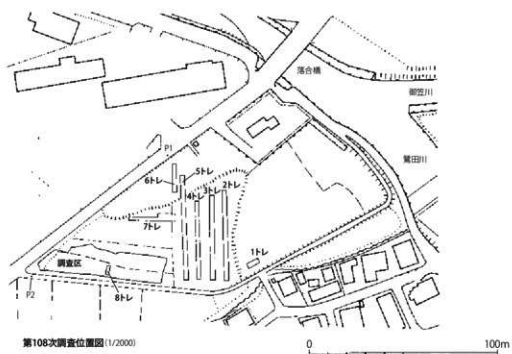 落合橋
御笠川
鷺田川
P1
5トレ
6トレ
4トレ
3トレ
2トレ
7トレ
1トレ
調査区
8トレ
P2
第108次調査位置図(1/2000)
0 100m